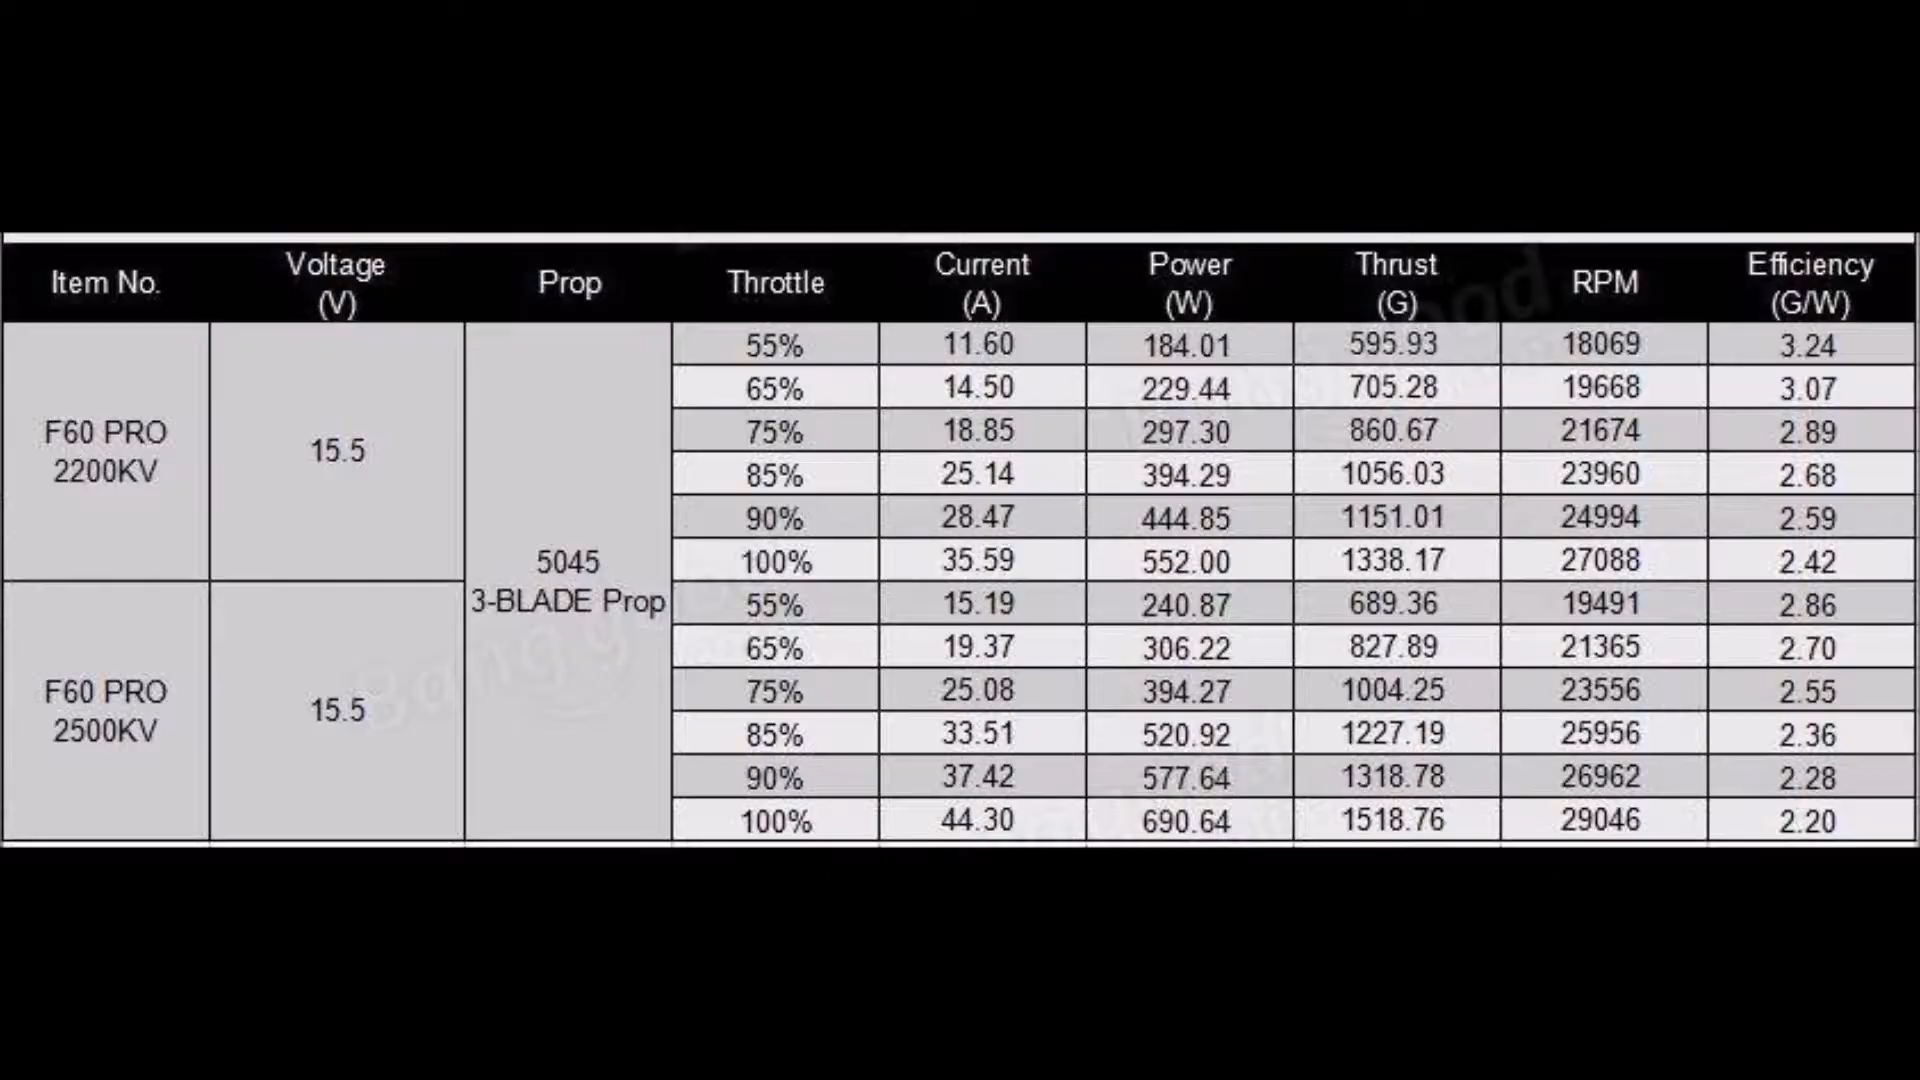 Item No. Voltage (V) Prop Throttle Current (A) Power (W) Thrust (G) RPM Efficiency (G/W)
F60 PRO 2200KV 15.5 5045 3-BLADE Prop 55% 11.60 184.01 595.93 18069 3.24
65% 14.50 229.44 705.28 19668 3.07
75% 18.85 297.30 860.67 21674 2.89
85% 25.14 394.29 1056.03 23960 2.68
90% 28.47 444.85 1151.01 24994 2.59
100% 35.59 552.00 1338.17 27088 2.42
F60 PRO 2500KV 15.5 55% 15.19 240.87 689.36 19491 2.86
65% 19.37 306.22 827.89 21365 2.70
75% 25.08 394.27 1004.25 23556 2.55
85% 33.51 520.92 1227.19 25956 2.36
90% 37.42 577.64 1318.78 26962 2.28
100% 44.30 690.64 1518.76 29046 2.20